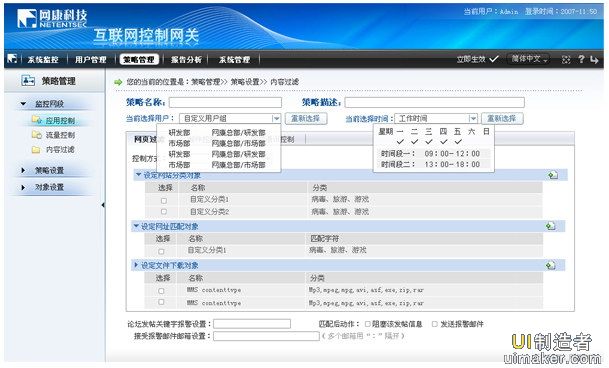 网康科技
NETENTSEC
互联网控制网关
当前用户：Admin 登录时间：2007-11-50
系统监控 用户管理 策略管理 报告分析 系统管理 立即生效 简体中文
策略管理
监控网段
应用控制
流量控制
内容过滤
策略设置
对象设置
您的当前的位置是：策略管理>> 策略设置>> 内容过滤
策略名称： 策略描述：
当前选择用户： 自定义用户组 重新选择 当前选择时间： 工作时间 重新选择
研发部 网康总部/研发部
市场部 网康总部/市场部
研发部 网康总部/研发部
市场部 网康总部/市场部
星期 一 二 三 四 五 六 日
时间段一： 09:00-12:00
时间段二： 13:00-18:00
网页过
控制方式
设定网站分类对象
选择 名称 分类
自定义分类1 病毒、旅游、游戏
自定义分类2 病毒、旅游、游戏
设定网址匹配对象
选择 名称 匹配字符
自定义分类1 病毒、旅游、游戏
设定文件下载对象
选择 名称 分类
MMS contenttype Mp3,mpeg,mpg,avi,asf,exe,zip,rar
MMS contenttype Mp3,mpeg,mpg,avi,asf,exe,zip,rar
论坛发帖关键字报警设置： 匹配后动作： 阻塞该发帖信息 发送报警邮件
接受报警邮件邮箱设置： (多个邮箱用“：”隔开)
UI制造者
uimaker.com